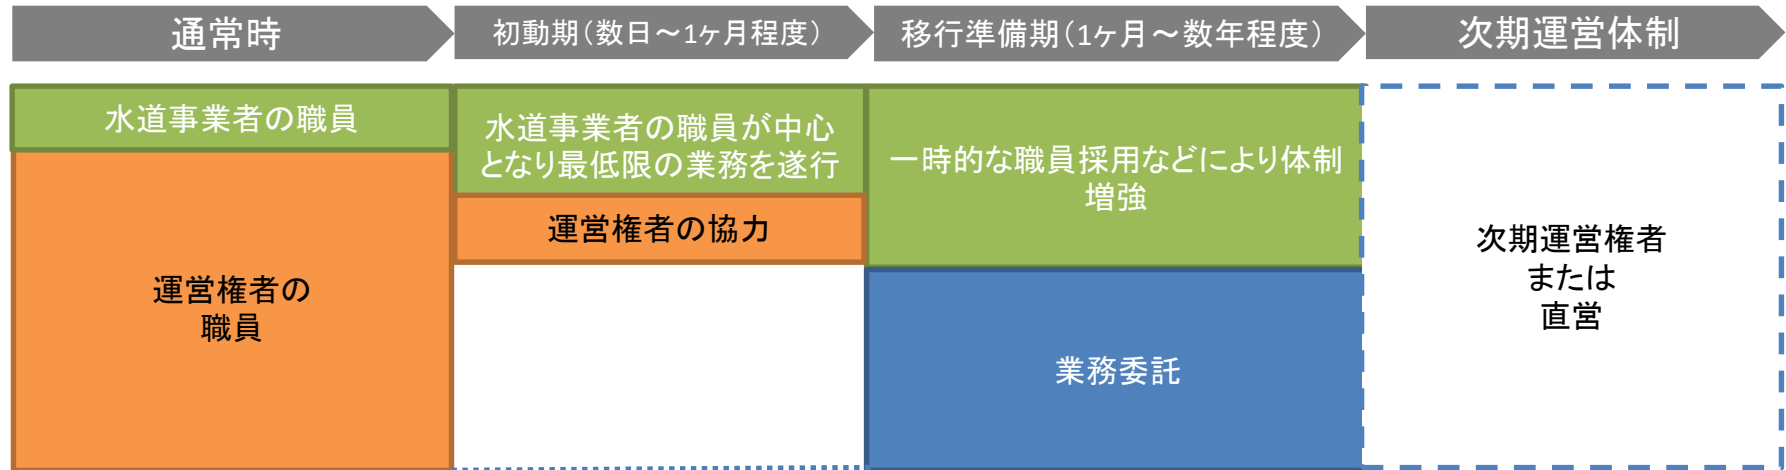 通常時
初動期（数日～1ヶ月程度）
移行準備期（1ヶ月～数年程度）
次期運営体制
水道事業者の職員
運営権者の
職員
水道事業者の職員が中心
となり最低限の業務を遂行
運営権者の協力
一時的な職員採用などにより体制
増強
業務委託
次期運営権者
または
直営